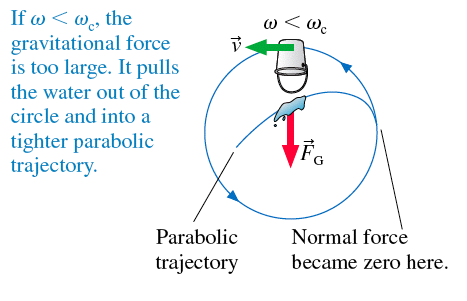 If ω < ωc, the
gravitational force
is too large. It pulls
the water out of the
circle and into a
tighter parabolic
trajectory.
ω < ωc
v⃗
F⃗G
Parabolic
trajectory
Normal force
became zero here.